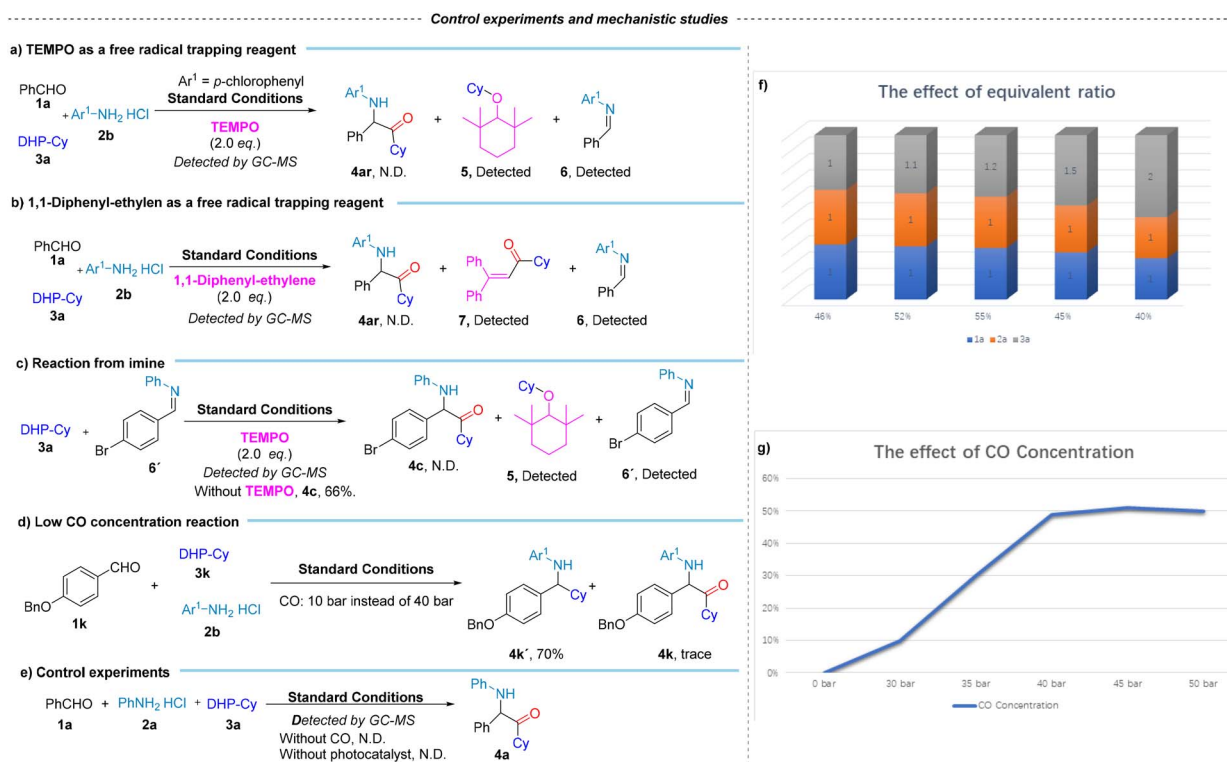 Control experiments and mechanistic studies
a) TEMPO as a free radical trapping reagent
PhCHO
1a
+ Ar¹−NH₂ HCl
2b
DHP-Cy
3a
Ar¹ = p-chlorophenyl
Standard Conditions
TEMPO
(2.0 eq.)
Detected by GC-MS
Ar¹ NH
Ph O
Cy
4ar, N.D.
+
Cy O
5, Detected
+
Ar¹ N
Ph
6, Detected
b) 1,1-Diphenyl-ethylen as a free radical trapping reagent
PhCHO
1a
+ Ar¹−NH₂ HCl
2b
DHP-Cy
3a
Standard Conditions
1,1-Diphenyl-ethylene
(2.0 eq.)
Detected by GC-MS
Ar¹ NH
Ph O
Cy
4ar, N.D.
+
O
Ph Cy
Ph
7, Detected
+
Ar¹ N
Ph
6, Detected
c) Reaction from imine
DHP-Cy
3a
+
Ph N
Br
6´
Standard Conditions
TEMPO
(2.0 eq.)
Detected by GC-MS
Without TEMPO, 4c, 66%.
Ph NH
O
Br Cy
4c, N.D.
+
Cy O
5, Detected
+
Ph N
Br
6´, Detected
d) Low CO concentration reaction
CHO
BnO
1k
+
DHP-Cy
3k
Ar¹−NH₂ HCl
2b
Standard Conditions
CO: 10 bar instead of 40 bar
Ar¹ NH
Cy
BnO
4k´, 70%
+
Ar¹ NH
O
BnO Cy
4k, trace
e) Control experiments
PhCHO + PhNH₂ HCl + DHP-Cy
1a 2a 3a
Standard Conditions
Detected by GC-MS
Without CO, N.D.
Without photocatalyst, N.D.
Ph NH
Ph O
Cy
4a
f)
The effect of equivalent ratio
1 1.1 1.2 1.5 2
1 1 1 1 1
1 1 1 1 1
46% 52% 55% 45% 40%
1a 2a 3a
g)
The effect of CO Concentration
60%
50%
40%
30%
20%
10%
0%
0 bar 30 bar 35 bar 40 bar 45 bar 50 bar
CO Concentration